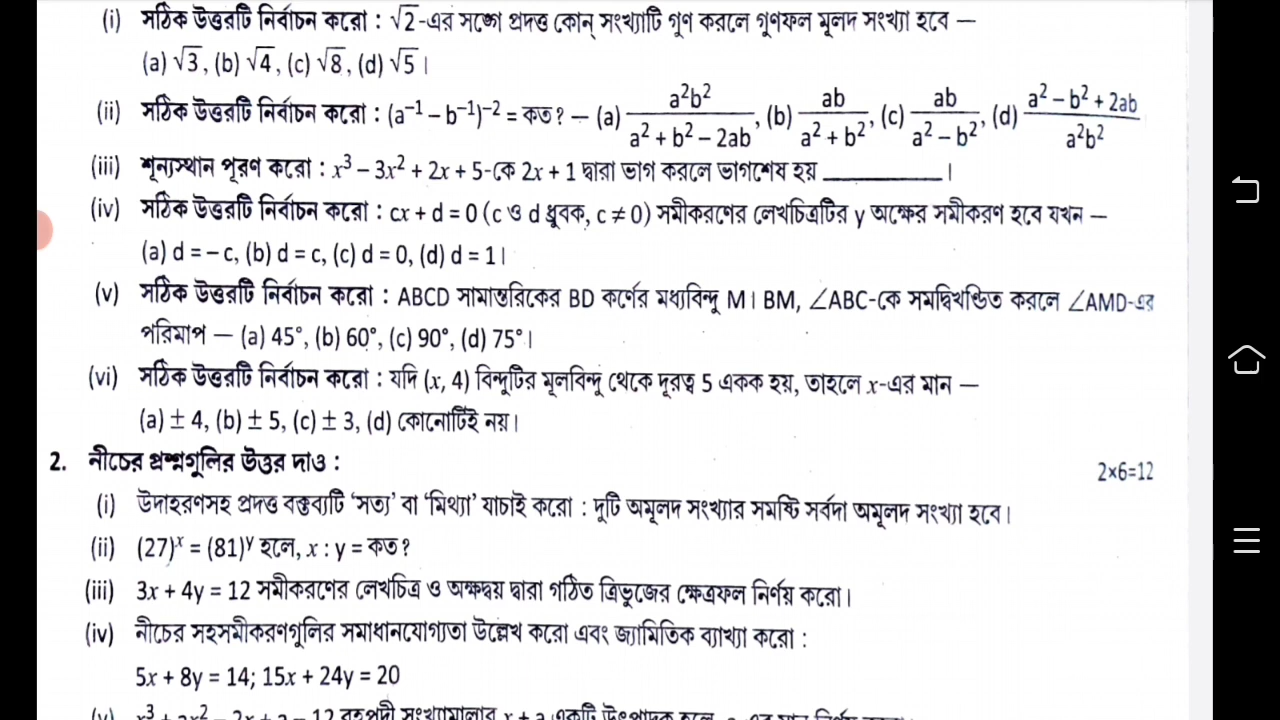 (i) সঠিক উত্তরটি নির্বাচন করো : √2-এর সঙ্গে প্রদত্ত কোন্ সংখ্যাটি গুণ করলে গুণফল মূলদ সংখ্যা হবে —
(a) √3, (b) √4, (c) √8, (d) √5।
(ii) সঠিক উত্তরটি নির্বাচন করো : (a⁻¹ – b⁻¹)⁻² = কত? – (a) a²b²/(a² + b² – 2ab), (b) ab/(a² + b²), (c) ab/(a² – b²), (d) (a² – b² + 2ab)/a²b²
(iii) শূন্যস্থান পূরণ করো : x³ – 3x² + 2x + 5-কে 2x + 1 দ্বারা ভাগ করলে ভাগশেষ হয় ________।
(iv) সঠিক উত্তরটি নির্বাচন করো : cx + d = 0 (c ও d ধ্রুবক, c ≠ 0) সমীকরণের লেখচিত্রটির y অক্ষের সমীকরণ হবে যখন —
(a) d = – c, (b) d = c, (c) d = 0, (d) d = 1।
(v) সঠিক উত্তরটি নির্বাচন করো : ABCD সামান্তরিকের BD কর্ণের মধ্যবিন্দু M। BM, ∠ABC-কে সমদ্বিখণ্ডিত করলে ∠AMD-এর
পরিমাপ — (a) 45°, (b) 60°, (c) 90°, (d) 75°।
(vi) সঠিক উত্তরটি নির্বাচন করো : যদি (x, 4) বিন্দুটির মূলবিন্দু থেকে দূরত্ব 5 একক হয়, তাহলে x-এর মান —
(a) ± 4, (b) ± 5, (c) ± 3, (d) কোনোটিই নয়।
2. নীচের প্রশ্নগুলির উত্তর দাও : 2×6=12
(i) উদাহরণসহ প্রদত্ত বক্তব্যটি ‘সত্য’ বা ‘মিথ্যা’ যাচাই করো : দুটি অমূলদ সংখ্যার সমষ্টি সর্বদা অমূলদ সংখ্যা হবে।
(ii) (27)ˣ = (81)ʸ হলে, x : y = কত?
(iii) 3x + 4y = 12 সমীকরণের লেখচিত্র ও অক্ষদ্বয় দ্বারা গঠিত ত্রিভুজের ক্ষেত্রফল নির্ণয় করো।
(iv) নীচের সহসমীকরণগুলির সমাধানযোগ্যতা উল্লেখ করো এবং জ্যামিতিক ব্যাখ্যা করো :
5x + 8y = 14; 15x + 24y = 20